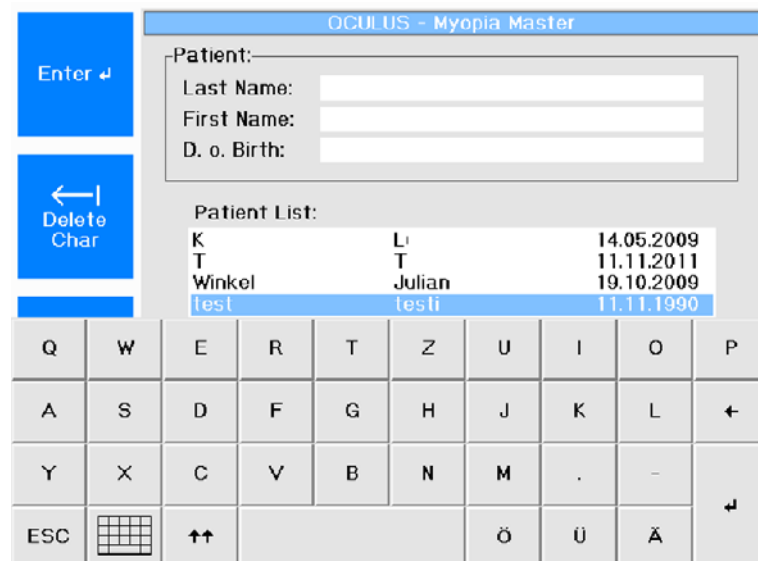 OCULUS - Myopia Master
Enter ↲
Patient:
Last Name:
First Name:
D. o. Birth:
Delete
Char
Patient List:
K 14.05.2009
T T 11.11.2011
Winkel Julian 19.10.2009
test testi 11.11.1990
Q W E R T Z U I O P
A S D F G H J K L ←
Y X C V B N M . -
ESC ↑↑ Ö Ü Ä ↲